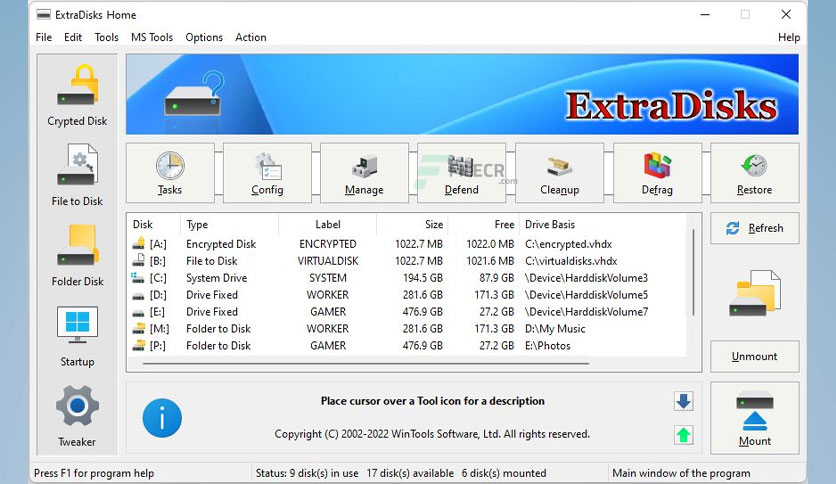 ExtraDisks Home
File Edit Tools MS Tools Options Action Help
ExtraDisks
Crypted Disk
File to Disk
Folder Disk
Startup
Tweaker
Tasks Config Manage Defend Cleanup Defrag Restore
FILECR
.com
Disk Type Label Size Free Drive Basis
[A:] Encrypted Disk ENCRYPTED 1022.7 MB 1022.0 MB C:\encrypted.vhdx
[B:] File to Disk VIRTUALDISK 1022.7 MB 1021.6 MB C:\virtualdisks.vhdx
[C:] System Drive SYSTEM 194.5 GB 87.9 GB \Device\HarddiskVolume3
[D:] Drive Fixed WORKER 281.6 GB 171.3 GB \Device\HarddiskVolume5
[E:] Drive Fixed GAMER 476.9 GB 27.2 GB \Device\HarddiskVolume7
[M:] Folder to Disk WORKER 281.6 GB 171.3 GB D:\My Music
[P:] Folder to Disk GAMER 476.9 GB 27.2 GB E:\Photos
Refresh
Unmount
Mount
Place cursor over a Tool icon for a description
Copyright (C) 2002-2022 WinTools Software, Ltd. All rights reserved.
Press F1 for program help Status: 9 disk(s) in use 17 disk(s) available 6 disk(s) mounted Main window of the program